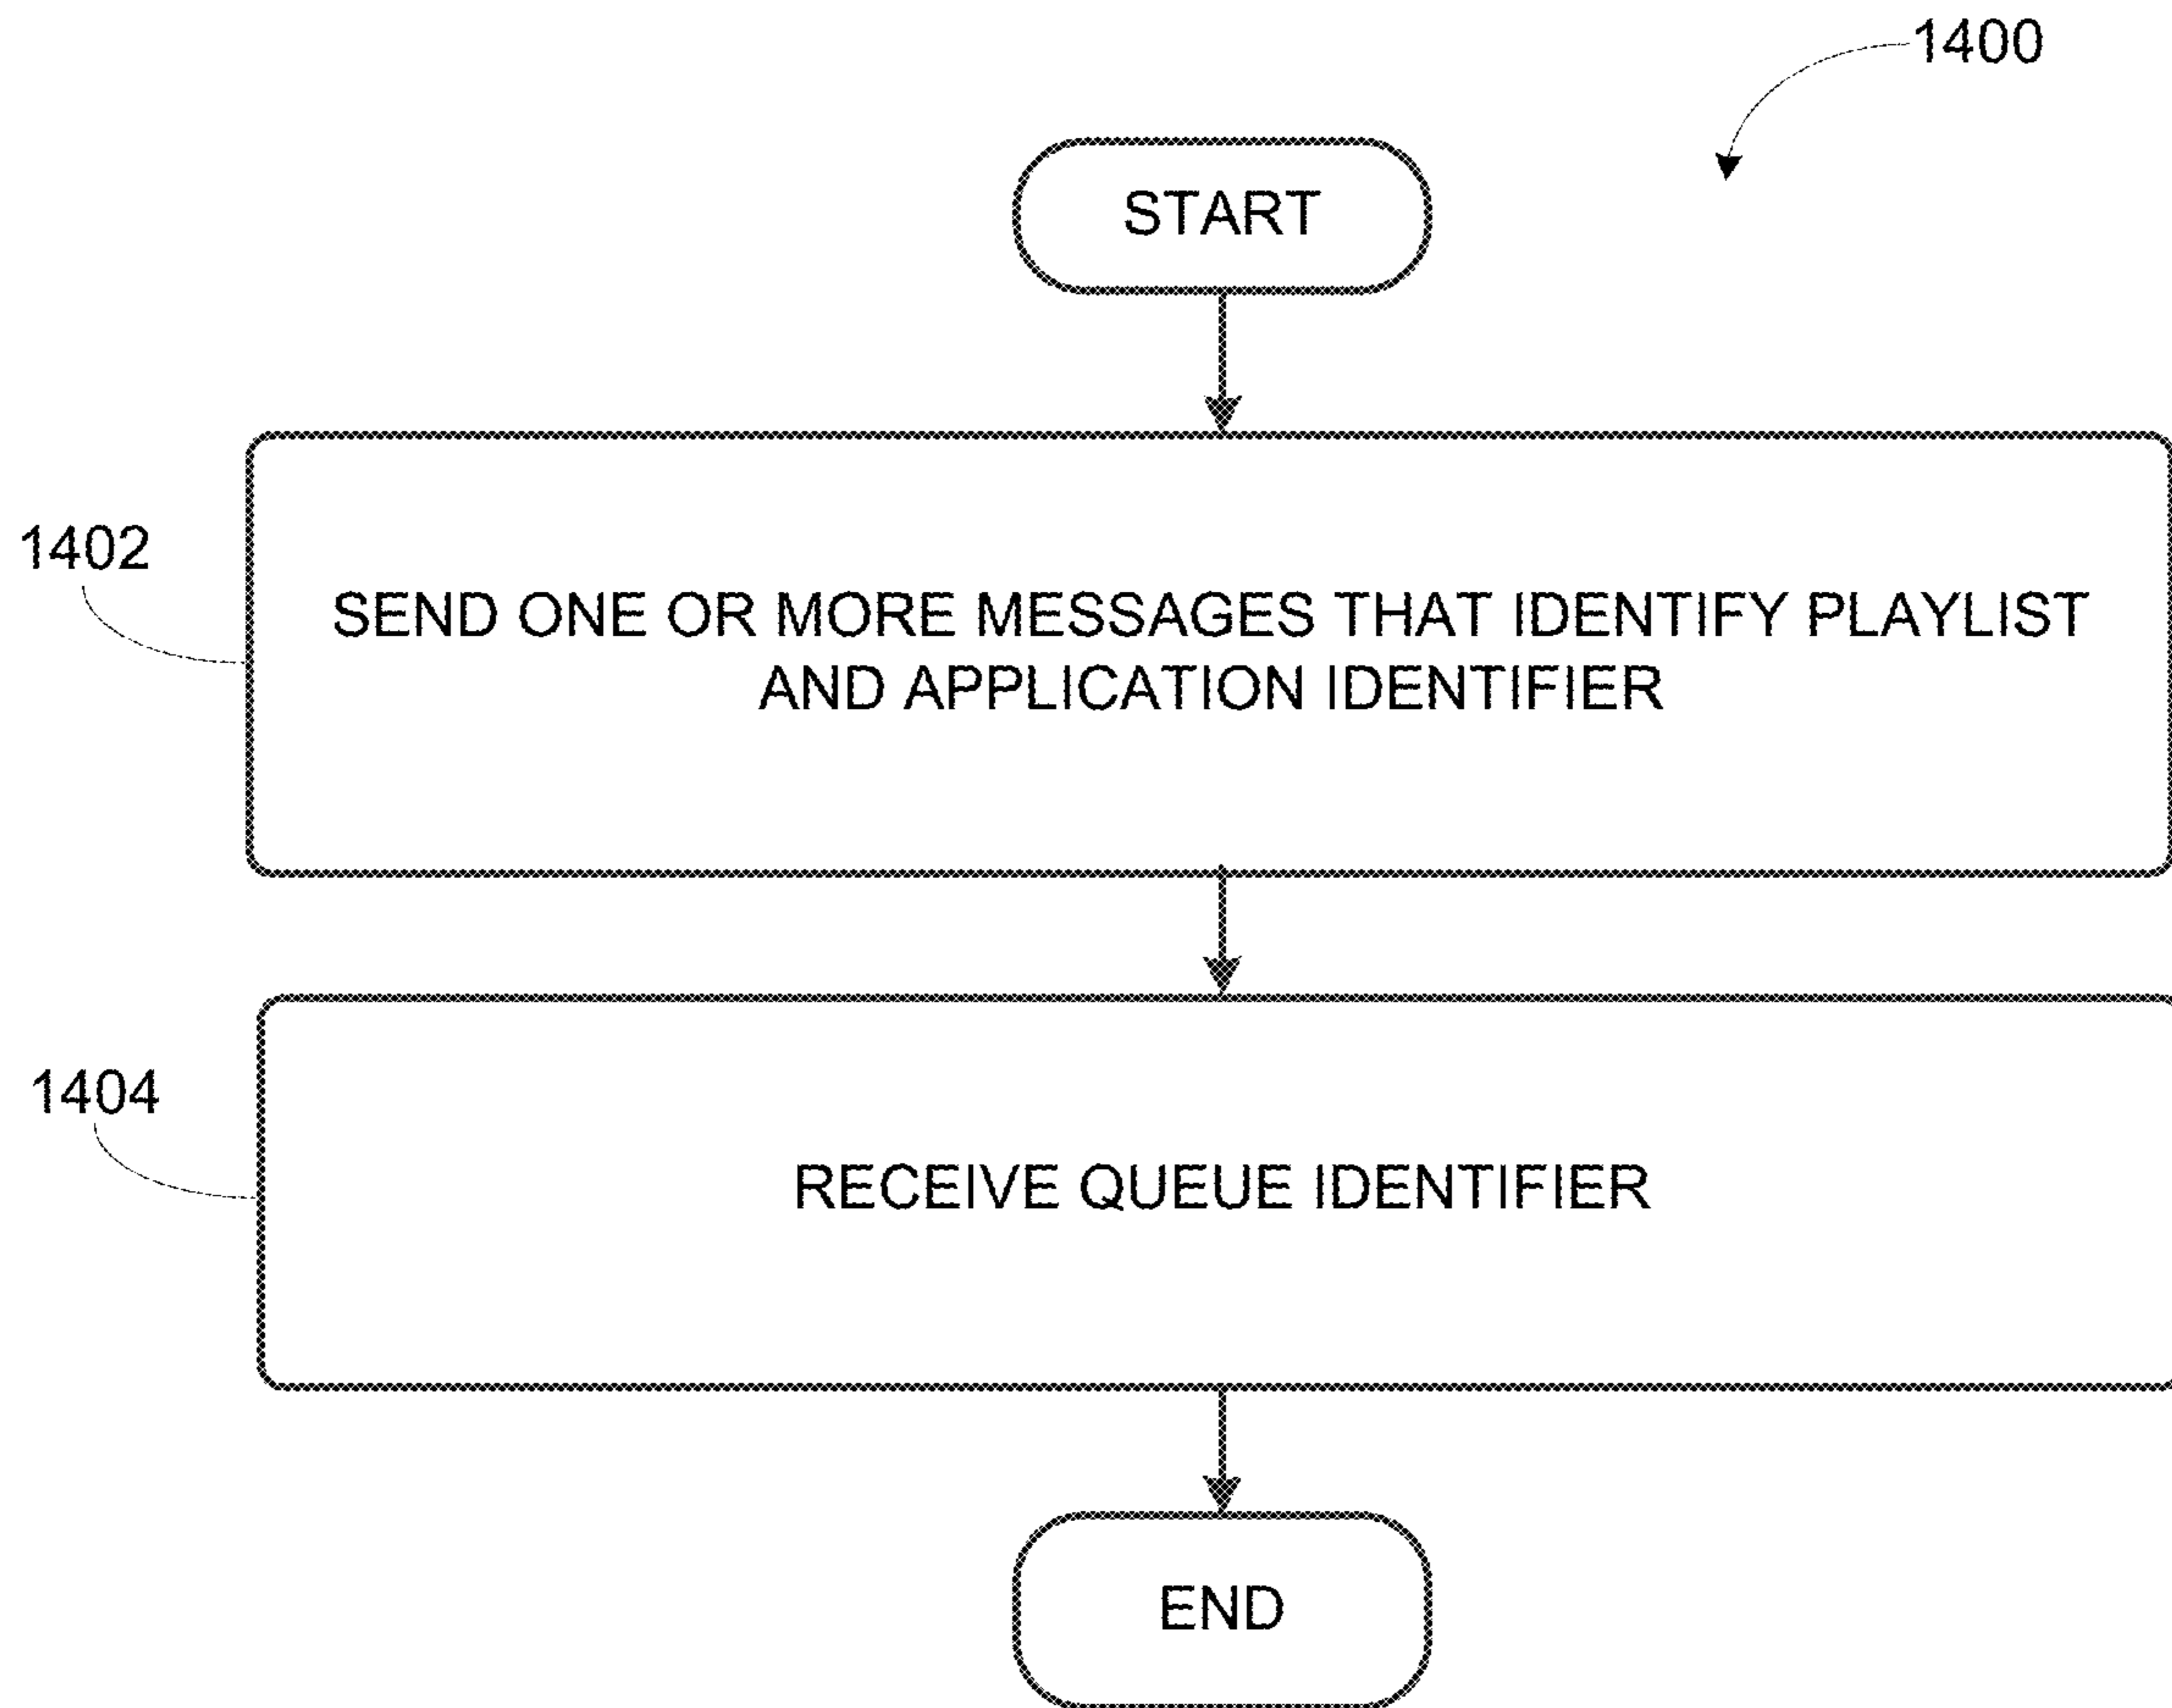 1400
START
1402
SEND ONE OR MORE MESSAGES THAT IDENTIFY PLAYLIST
AND APPLICATION IDENTIFIER
1404
RECEIVE QUEUE IDENTIFIER
END